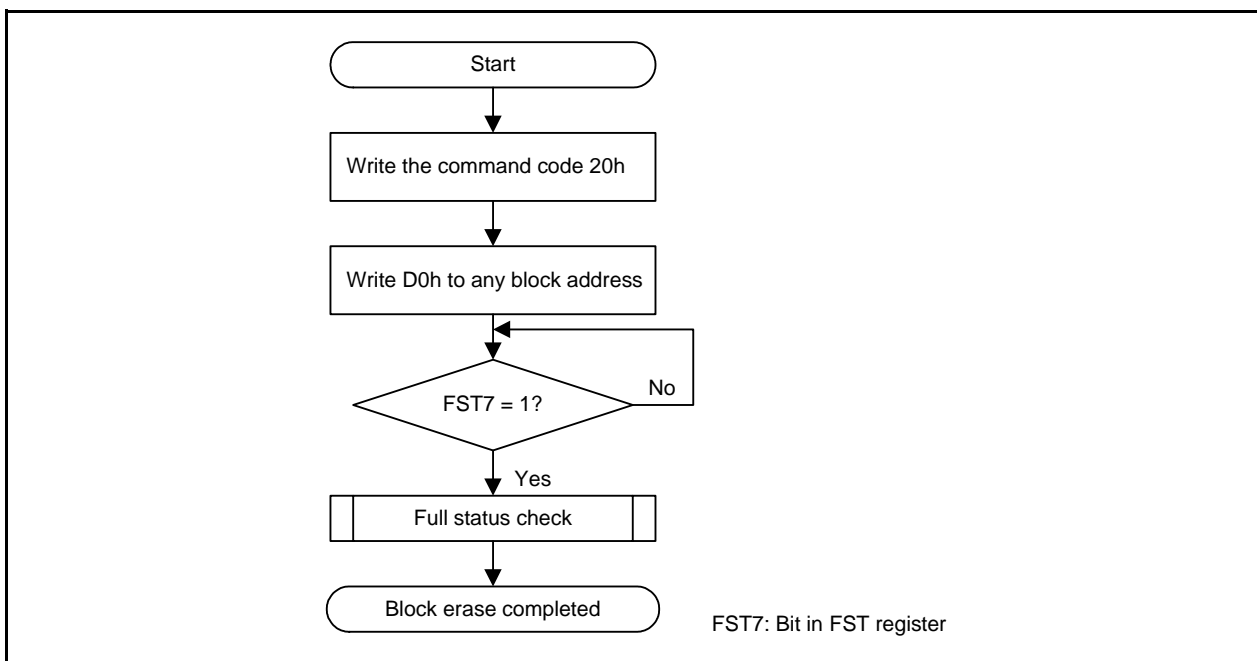 Start
Write the command code 20h
Write D0h to any block address
FST7 = 1?
No
Yes
Full status check
Block erase completed
FST7: Bit in FST register